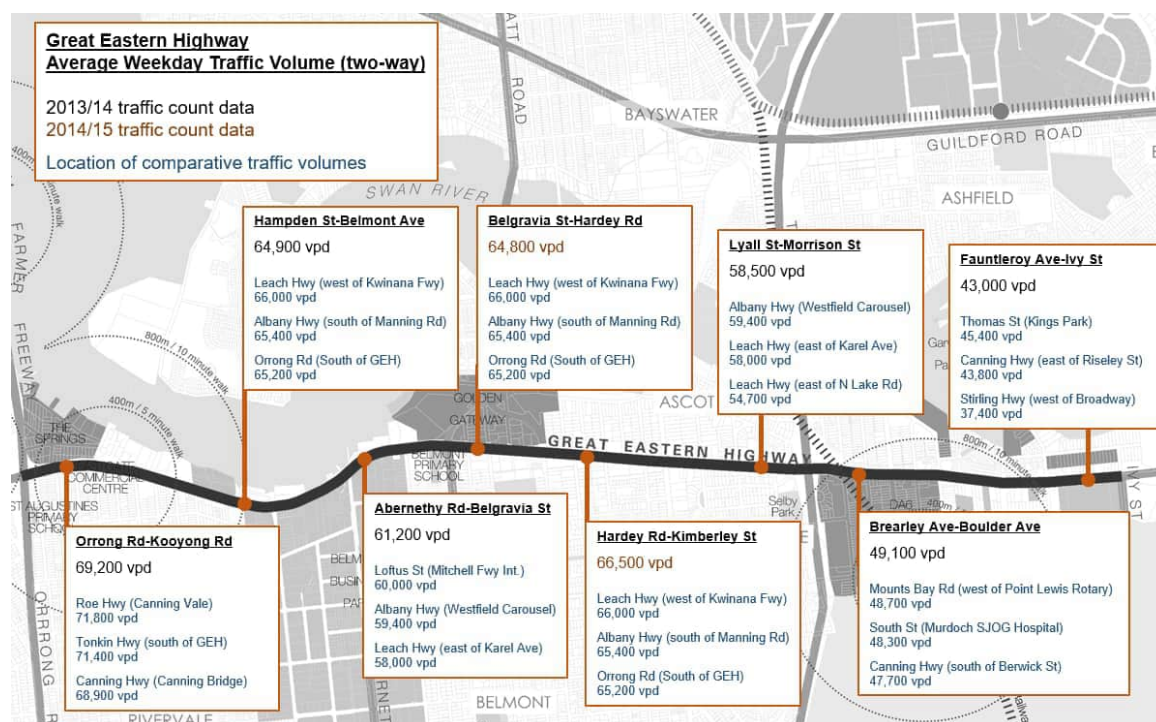 Great Eastern Highway
Average Weekday Traffic Volume (two-way)
2013/14 traffic count data
2014/15 traffic count data
Location of comparative traffic volumes
ROAD
BAYSWATER
GUILDFORD ROAD
ASHFIELD
SWAN RIVER
400m
800m / 10 minute walk
400m / 5 minute walk
FARMER
FREEWAY
Hampden St-Belmont Ave
64,900 vpd
Leach Hwy (west of Kwinana Fwy)
66,000 vpd
Albany Hwy (south of Manning Rd)
65,400 vpd
Orrong Rd (South of GEH)
65,200 vpd
Belgravia St-Hardey Rd
64,800 vpd
Leach Hwy (west of Kwinana Fwy)
66,000 vpd
Albany Hwy (south of Manning Rd)
65,400 vpd
Orrong Rd (South of GEH)
65,200 vpd
Lyall St-Morrison St
58,500 vpd
Albany Hwy (Westfield Carousel)
59,400 vpd
Leach Hwy (east of Karel Ave)
58,000 vpd
Leach Hwy (east of N Lake Rd)
54,700 vpd
Fauntleroy Ave-Ivy St
43,000 vpd
Thomas St (Kings Park)
45,400 vpd
Canning Hwy (east of Riseley St)
43,800 vpd
Stirling Hwy (west of Broadway)
37,400 vpd
THE
SPRINGS
COMMERCIAL
CENTRE
ST AUGUSTINES
PRIMARY
SCHOOL
GOLDEN
GATEWAY
BELMONT
PRIMARY
SCHOOL
ASCOT
GREAT EASTERN HIGHWAY
800m / 10 minute walk
400m
Selby
Park
IVY ST
Orrong Rd-Kooyong Rd
69,200 vpd
Roe Hwy (Canning Vale)
71,800 vpd
Tonkin Hwy (south of GEH)
71,400 vpd
Canning Hwy (Canning Bridge)
68,900 vpd
Abernethy Rd-Belgravia St
61,200 vpd
Loftus St (Mitchell Fwy Int.)
60,000 vpd
Albany Hwy (Westfield Carousel)
59,400 vpd
Leach Hwy (east of Karel Ave)
58,000 vpd
Hardey Rd-Kimberley St
66,500 vpd
Leach Hwy (west of Kwinana Fwy)
66,000 vpd
Albany Hwy (south of Manning Rd)
65,400 vpd
Orrong Rd (South of GEH)
65,200 vpd
Brearley Ave-Boulder Ave
49,100 vpd
Mounts Bay Rd (west of Point Lewis Rotary)
48,700 vpd
South St (Murdoch SJOG Hospital)
48,300 vpd
Canning Hwy (south of Berwick St)
47,700 vpd
ORRRONG
RIVERVALE
BELMONT